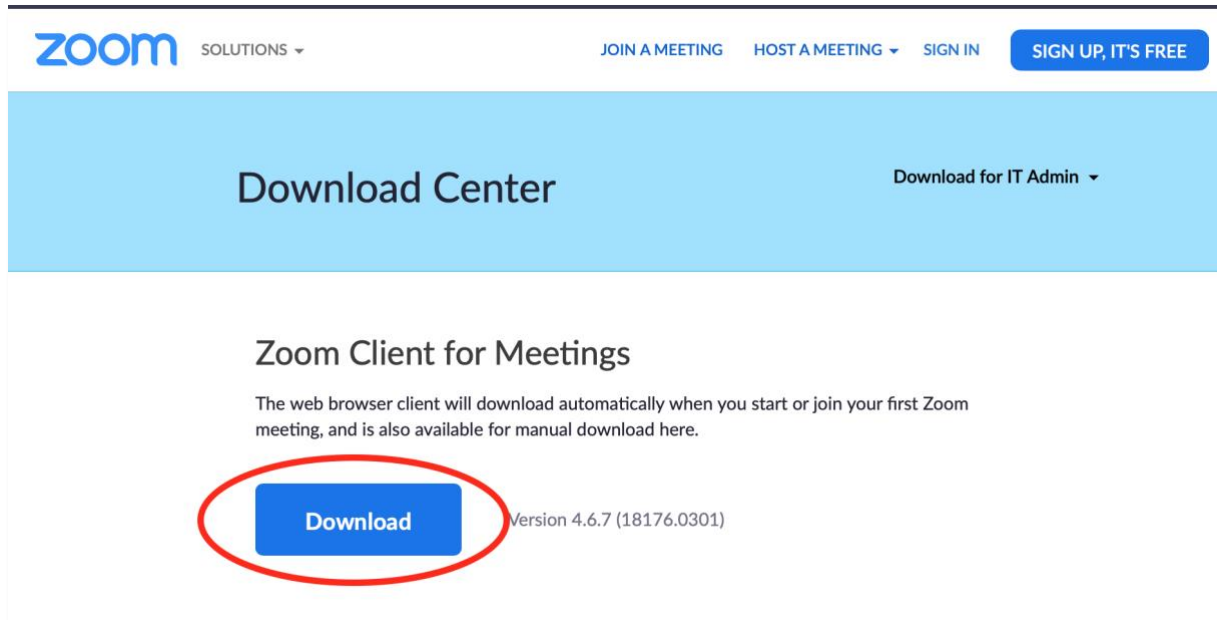 zoom SOLUTIONS JOIN A MEETING HOST A MEETING SIGN IN SIGN UP, IT'S FREE
Download Center Download for IT Admin
Zoom Client for Meetings
The web browser client will download automatically when you start or join your first Zoom
meeting, and is also available for manual download here.
Download Version 4.6.7 (18176.0301)